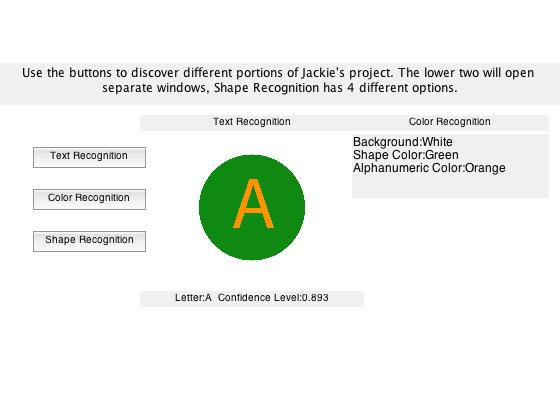 Use the buttons to discover different portions of Jackie's project. The lower two will open
separate windows, Shape Recognition has 4 different options.
Text Recognition
Color Recognition
Text Recognition
Color Recognition
Shape Recognition
A
Background:White
Shape Color:Green
Alphanumeric Color:Orange
Letter:A  Confidence Level:0.893